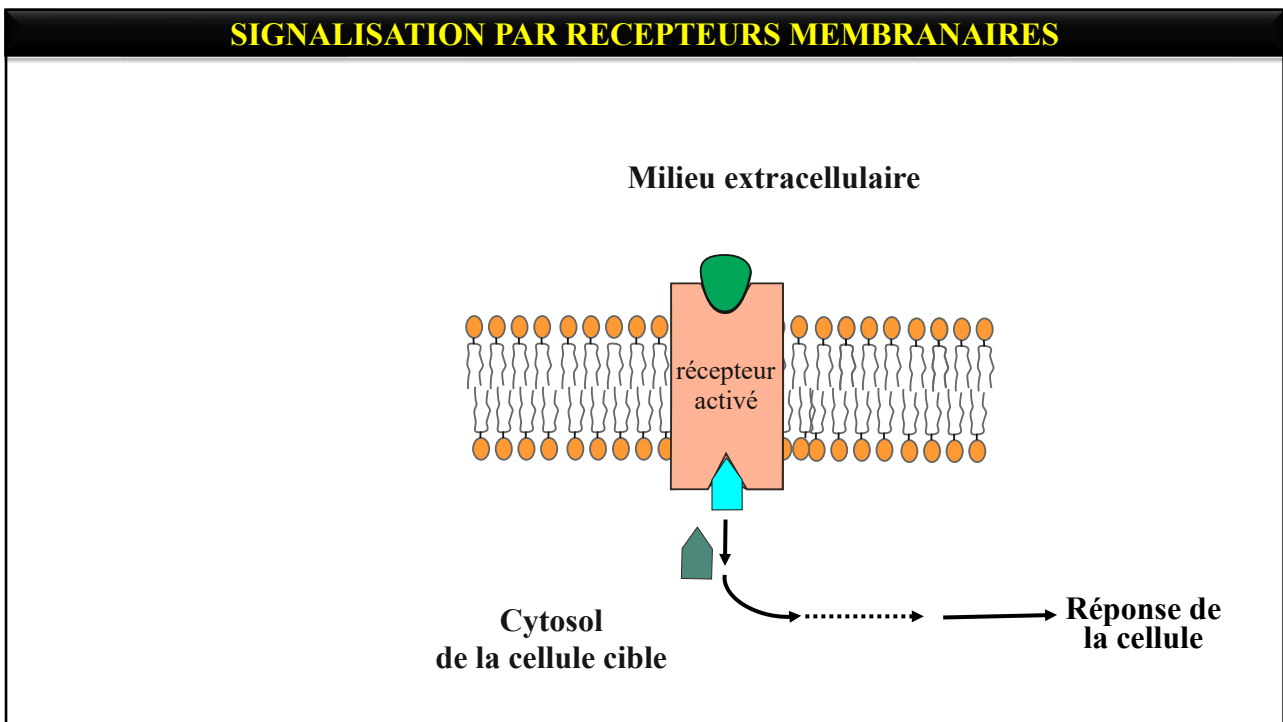 SIGNALISATION PAR RECEPTEURS MEMBRANAIRES
Milieu extracellulaire
récepteur
activé
Cytosol
de la cellule cible
Réponse de
la cellule